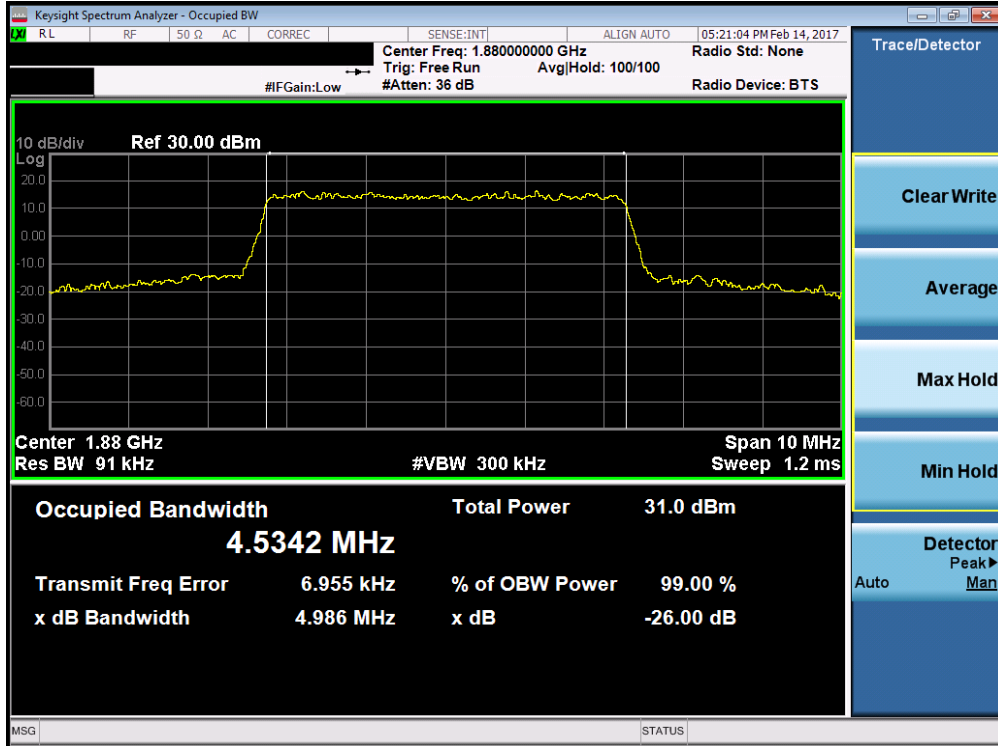 Keysight Spectrum Analyzer - Occupied BW
LXI RL RF 50 Ω AC CORREC SENSE:INT ALIGN AUTO 05:21:04 PM Feb 14, 2017
Center Freq: 1.880000000 GHz Radio Std: None
Trig: Free Run Avg|Hold: 100/100
#IFGain:Low #Atten: 36 dB Radio Device: BTS
10 dB/div Ref 30.00 dBm
Log
20.0
10.0
0.00
-10.0
-20.0
-30.0
-40.0
-50.0
-60.0
Center 1.88 GHz Span 10 MHz
Res BW 91 kHz #VBW 300 kHz Sweep 1.2 ms
Occupied Bandwidth Total Power 31.0 dBm
4.5342 MHz
Transmit Freq Error 6.955 kHz % of OBW Power 99.00 %
x dB Bandwidth 4.986 MHz x dB -26.00 dB
Trace/Detector
Clear Write
Average
Max Hold
Min Hold
Detector
Peak▶
Auto Man
MSG STATUS